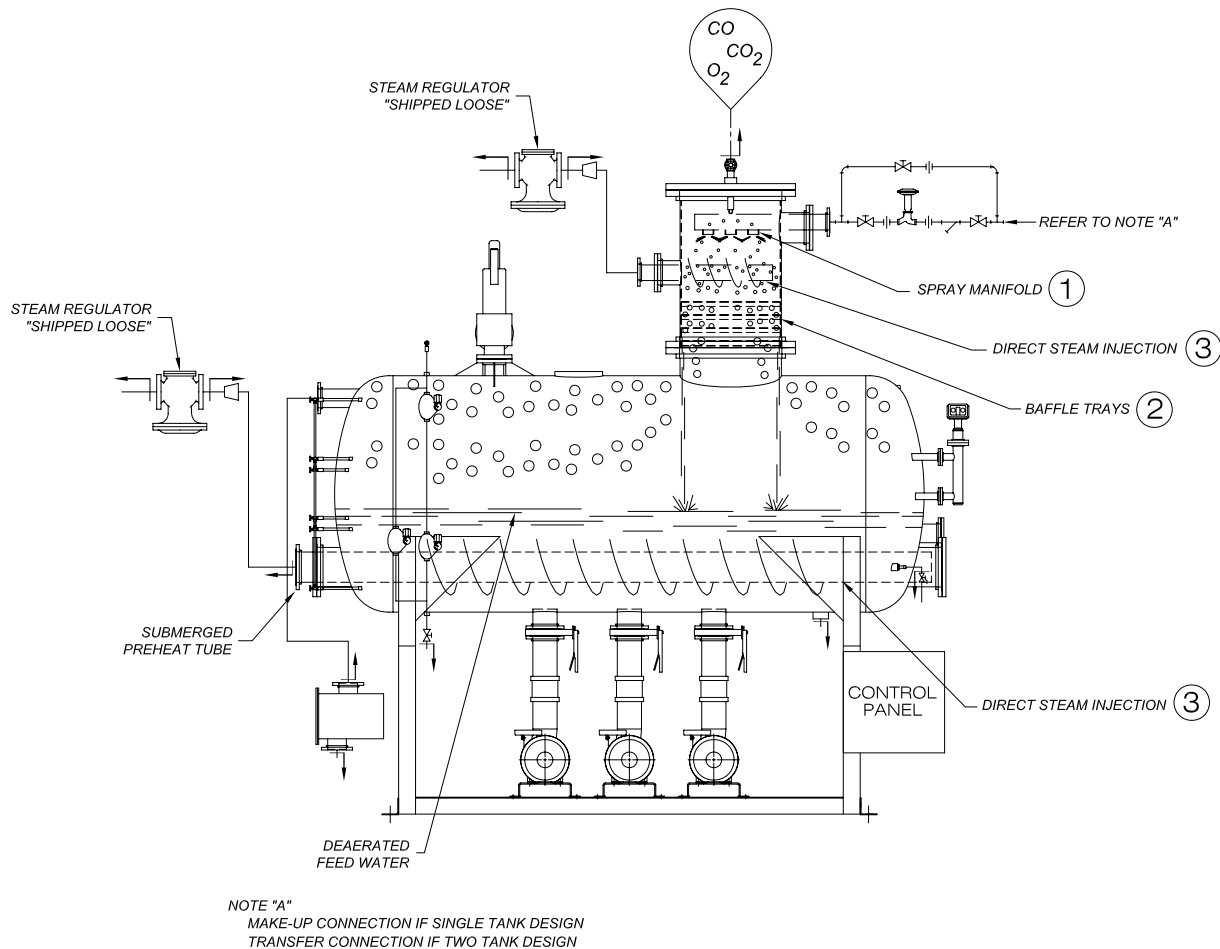 CO
CO2
O2
STEAM REGULATOR
"SHIPPED LOOSE"
REFER TO NOTE "A"
SPRAY MANIFOLD 1
STEAM REGULATOR
"SHIPPED LOOSE"
DIRECT STEAM INJECTION 3
BAFFLE TRAYS 2
SUBMERGED
PREHEAT TUBE
CONTROL
PANEL
DIRECT STEAM INJECTION 3
DEAERATED
FEED WATER
NOTE "A"
MAKE-UP CONNECTION IF SINGLE TANK DESIGN
TRANSFER CONNECTION IF TWO TANK DESIGN